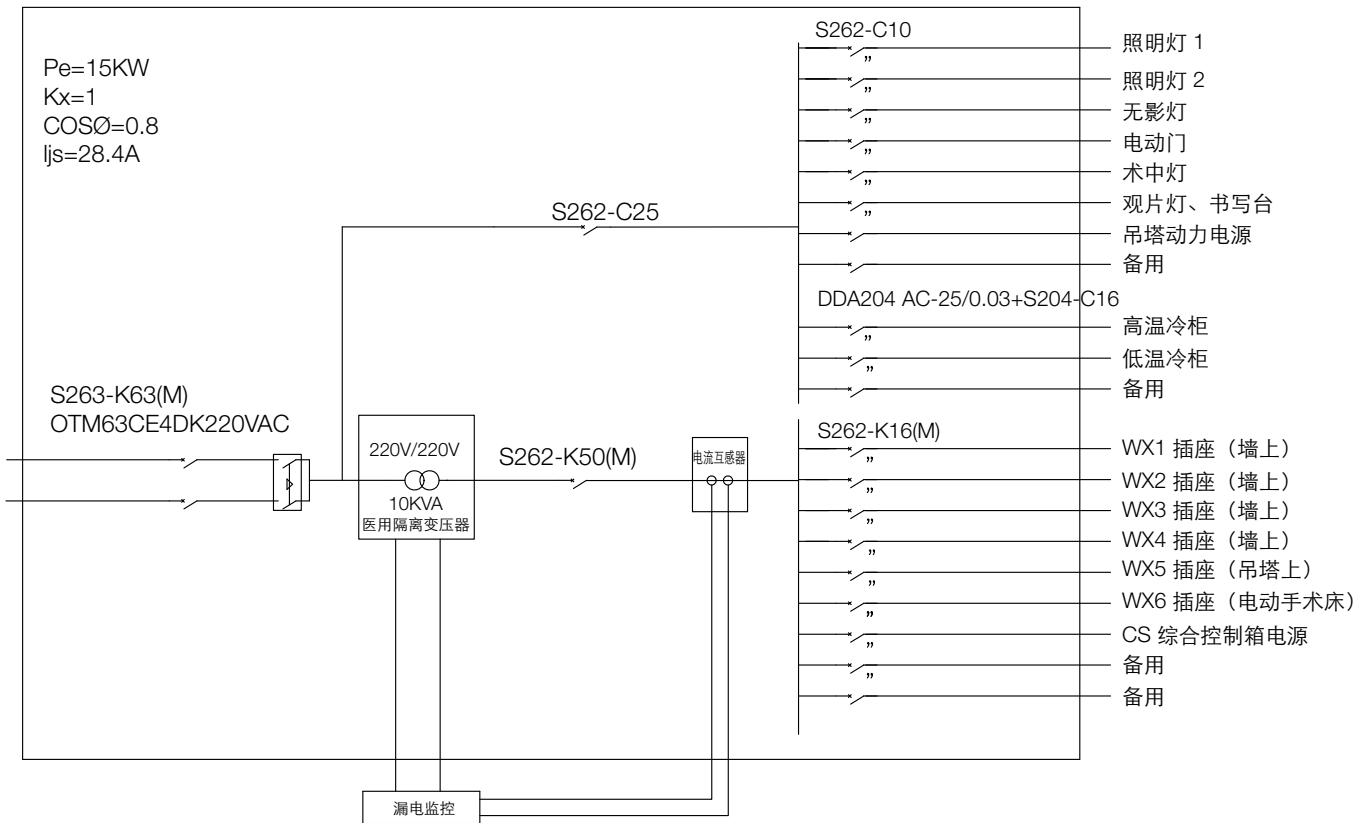 Pe=15KW
Kx=1
COSØ=0.8
Ijs=28.4A
S263-K63(M)
OTM63CE4DK220VAC
220V/220V
10KVA
医用隔离变压器
S262-C25
S262-K50(M)
电流互感器
漏电监控
S262-C10
照明灯 1
”
照明灯 2
”
无影灯
”
电动门
”
术中灯
”
观片灯、书写台
”
吊塔动力电源
备用
DDA204 AC-25/0.03+S204-C16
高温冷柜
”
低温冷柜
”
备用
S262-K16(M)
WX1 插座（墙上）
”
WX2 插座（墙上）
”
WX3 插座（墙上）
”
WX4 插座（墙上）
”
WX5 插座（吊塔上）
”
WX6 插座（电动手术床）
”
CS 综合控制箱电源
”
备用
”
备用